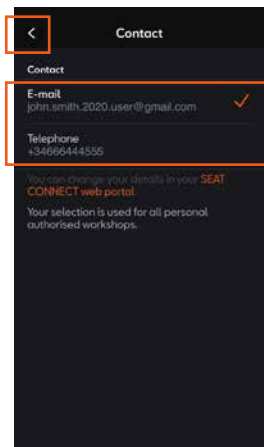 Contact
Contact
E-mail
john.smith.2020.user@gmail.com
Telephone
+34666444555
You can change your details in your SEAT
CONNECT web portal.
Your selection is used for all personal
authorised workshops.